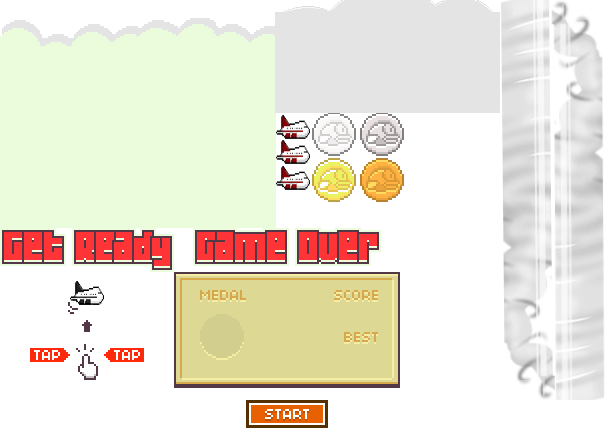 Get Ready
Game Over
MEDAL
SCORE
BEST
TAP
TAP
START